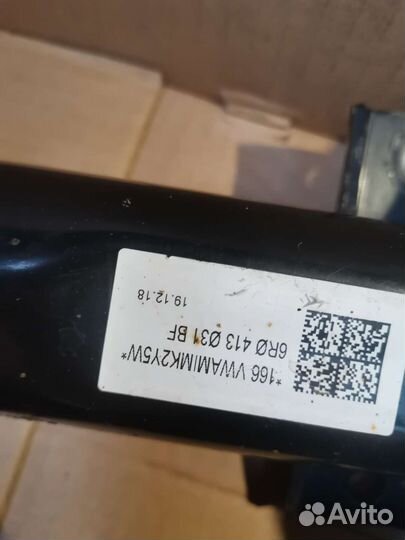 *166 VWAMIMK2Y5W*
6RØ 413 Ø31 BF
19.12.18
Avito